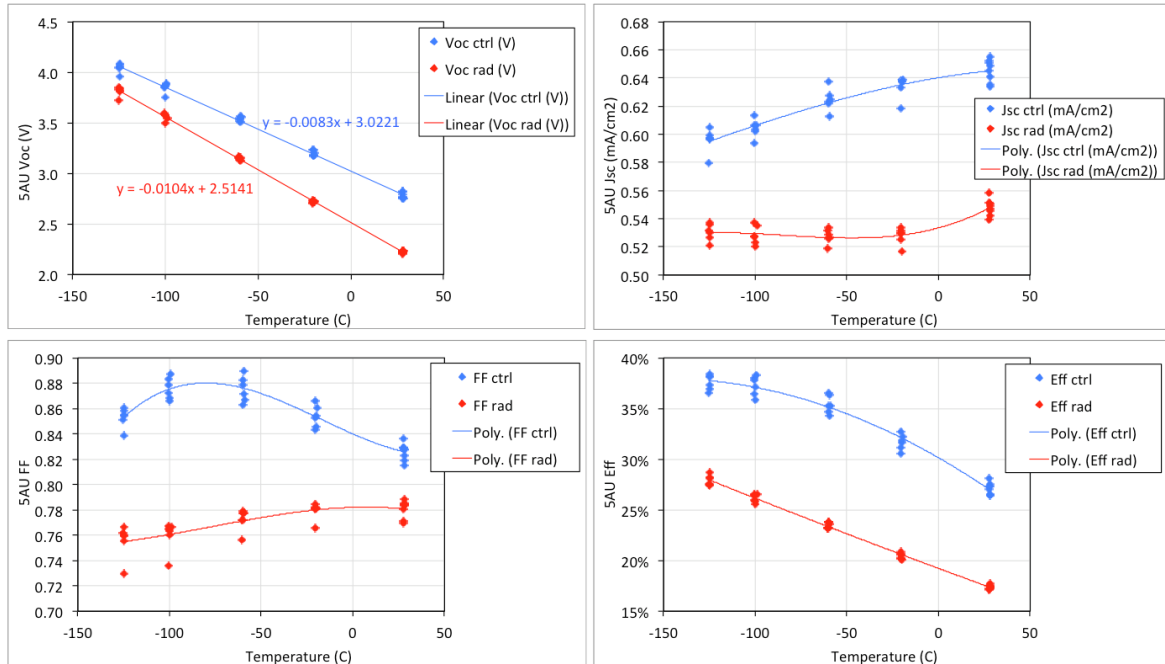 4.5
4.0
3.5
3.0
2.5
2.0
5AU Voc (V)
-150
-100
-50
0
50
Temperature (C)
Voc ctrl (V)
Voc rad (V)
Linear (Voc ctrl (V))
Linear (Voc rad (V))
y = -0.0083x + 3.0221
y = -0.0104x + 2.5141
0.68
0.66
0.64
0.62
0.60
0.58
0.56
0.54
0.52
0.50
5AU Jsc (mA/cm2)
-150
-100
-50
0
50
Temperature (C)
Jsc ctrl (mA/cm2)
Jsc rad (mA/cm2)
Poly. (Jsc ctrl (mA/cm2))
Poly. (Jsc rad (mA/cm2))
0.90
0.88
0.86
0.84
0.82
0.80
0.78
0.76
0.74
0.72
0.70
5AU FF
-150
-100
-50
0
50
Temperature (C)
FF ctrl
FF rad
Poly. (FF ctrl)
Poly. (FF rad)
40%
35%
30%
25%
20%
15%
5AU Eff
-150
-100
-50
0
50
Temperature (C)
Eff ctrl
Eff rad
Poly. (Eff ctrl)
Poly. (Eff rad)